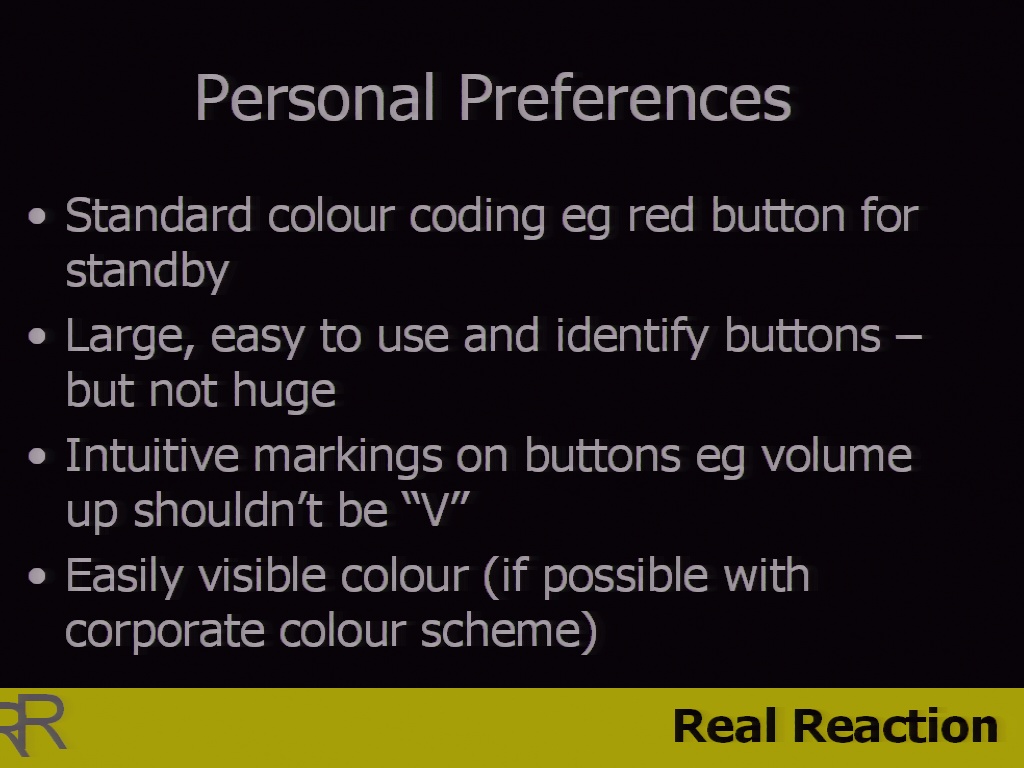 Personal Preferences
• Standard colour coding eg red button for
standby
• Large, easy to use and identify buttons –
but not huge
• Intuitive markings on buttons eg volume
up shouldn’t be “V”
• Easily visible colour (if possible with
corporate colour scheme)
RR
Real Reaction